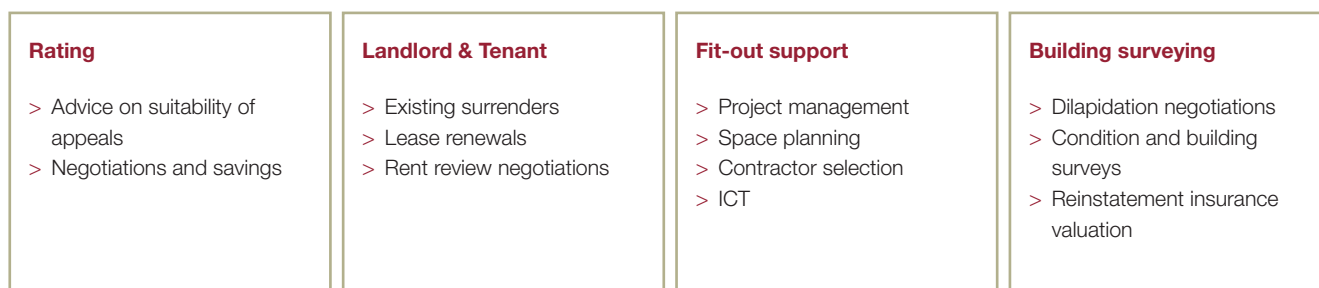 Rating
> Advice on suitability of
appeals
> Negotiations and savings
Landlord & Tenant
> Existing surrenders
> Lease renewals
> Rent review negotiations
Fit-out support
> Project management
> Space planning
> Contractor selection
> ICT
Building surveying
> Dilapidation negotiations
> Condition and building
surveys
> Reinstatement insurance
valuation